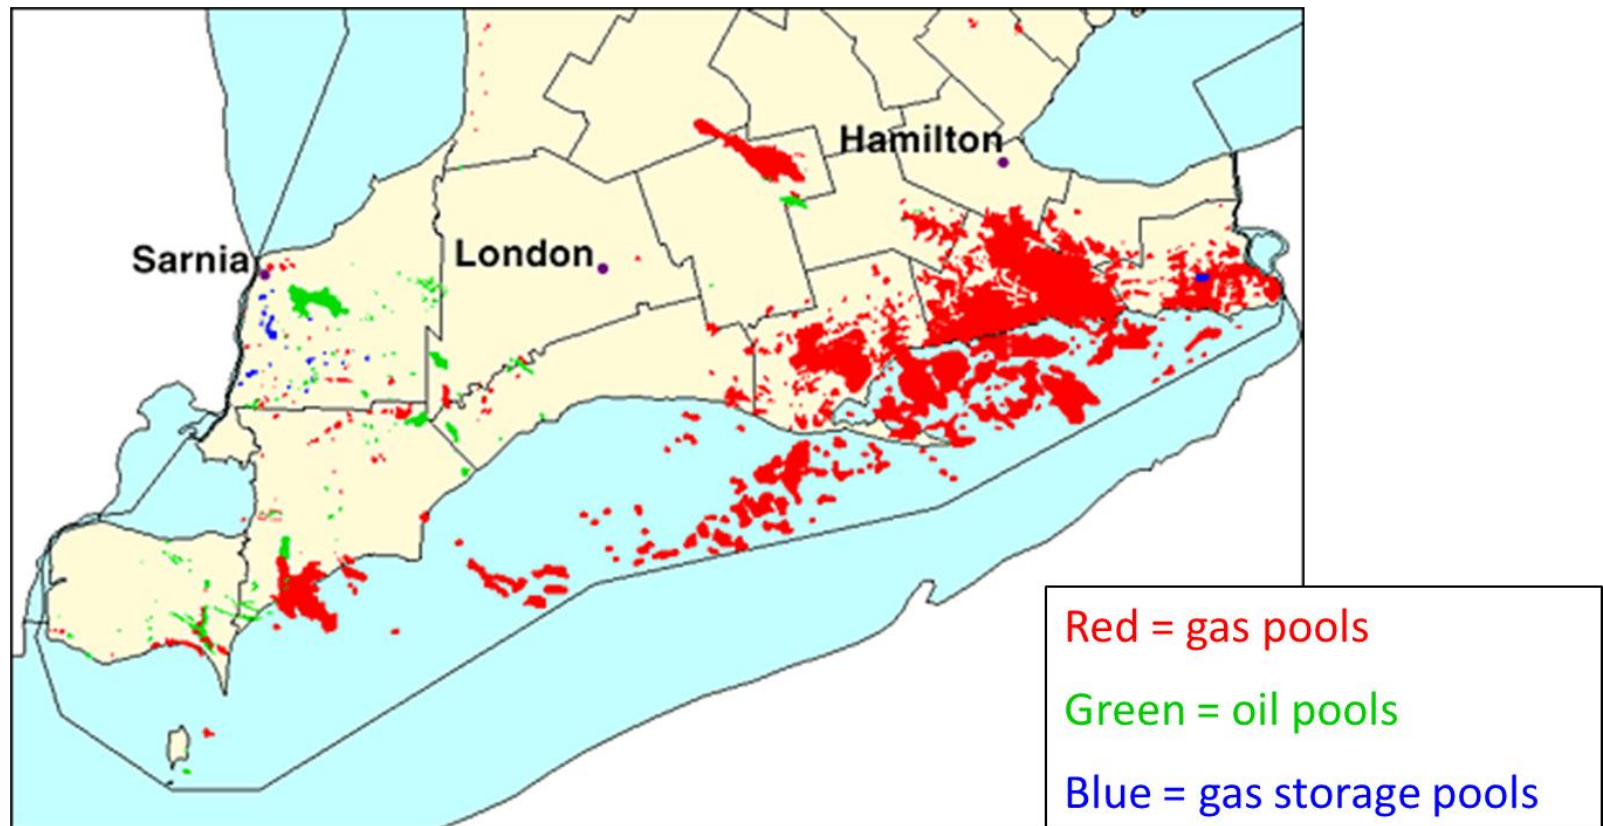 Hamilton
Sarnia
London
Red = gas pools
Green = oil pools
Blue = gas storage pools